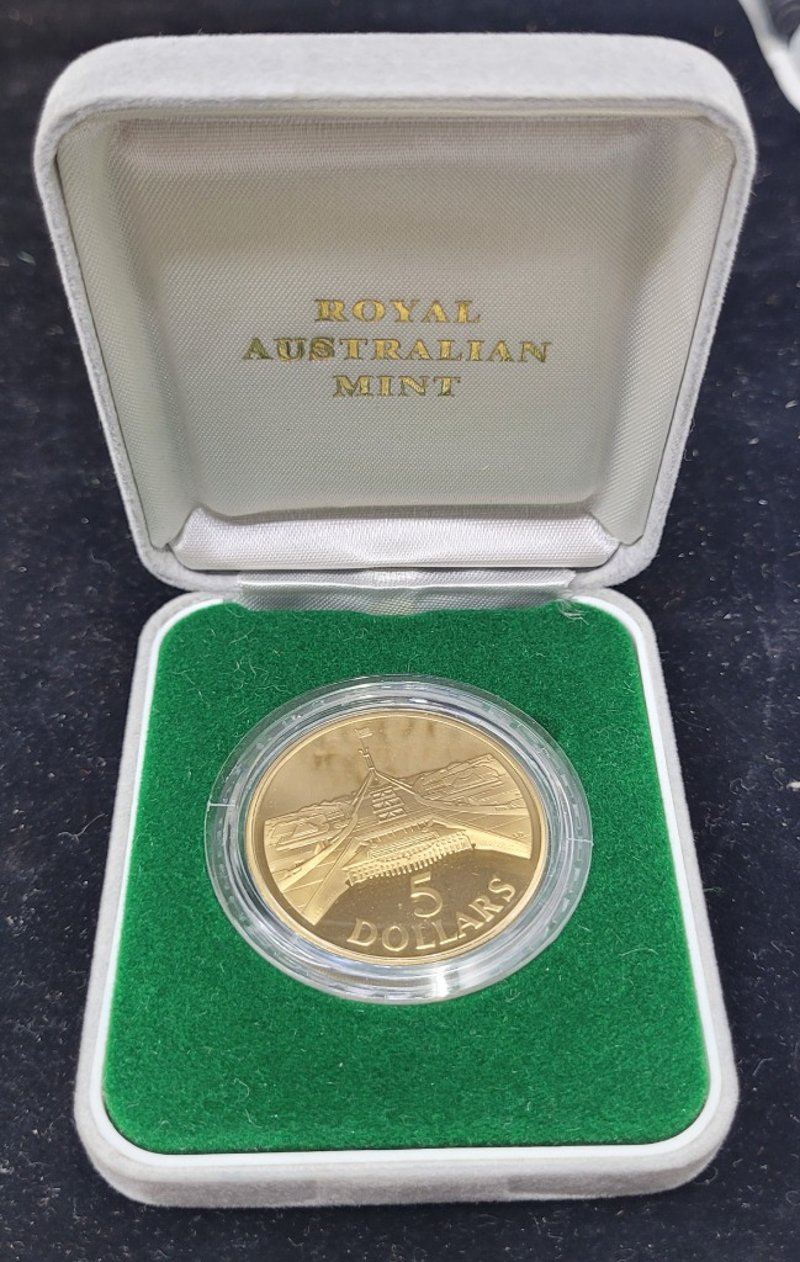 ROYAL
AUSTRALIAN
MINT
5
DOLLARS